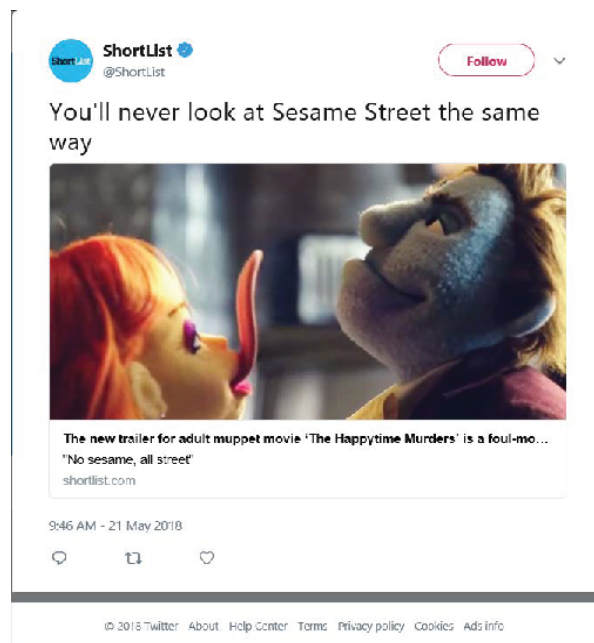 ShortList
ShortList
@ShortList
Follow
You'll never look at Sesame Street the same
way
The new trailer for adult muppet movie 'The Happytime Murders' is a foul-mo...
"No sesame, all street"
shortlist.com
9:46 AM - 21 May 2018
© 2018 Twitter About Help Center Terms Privacy policy Cookies Ads info